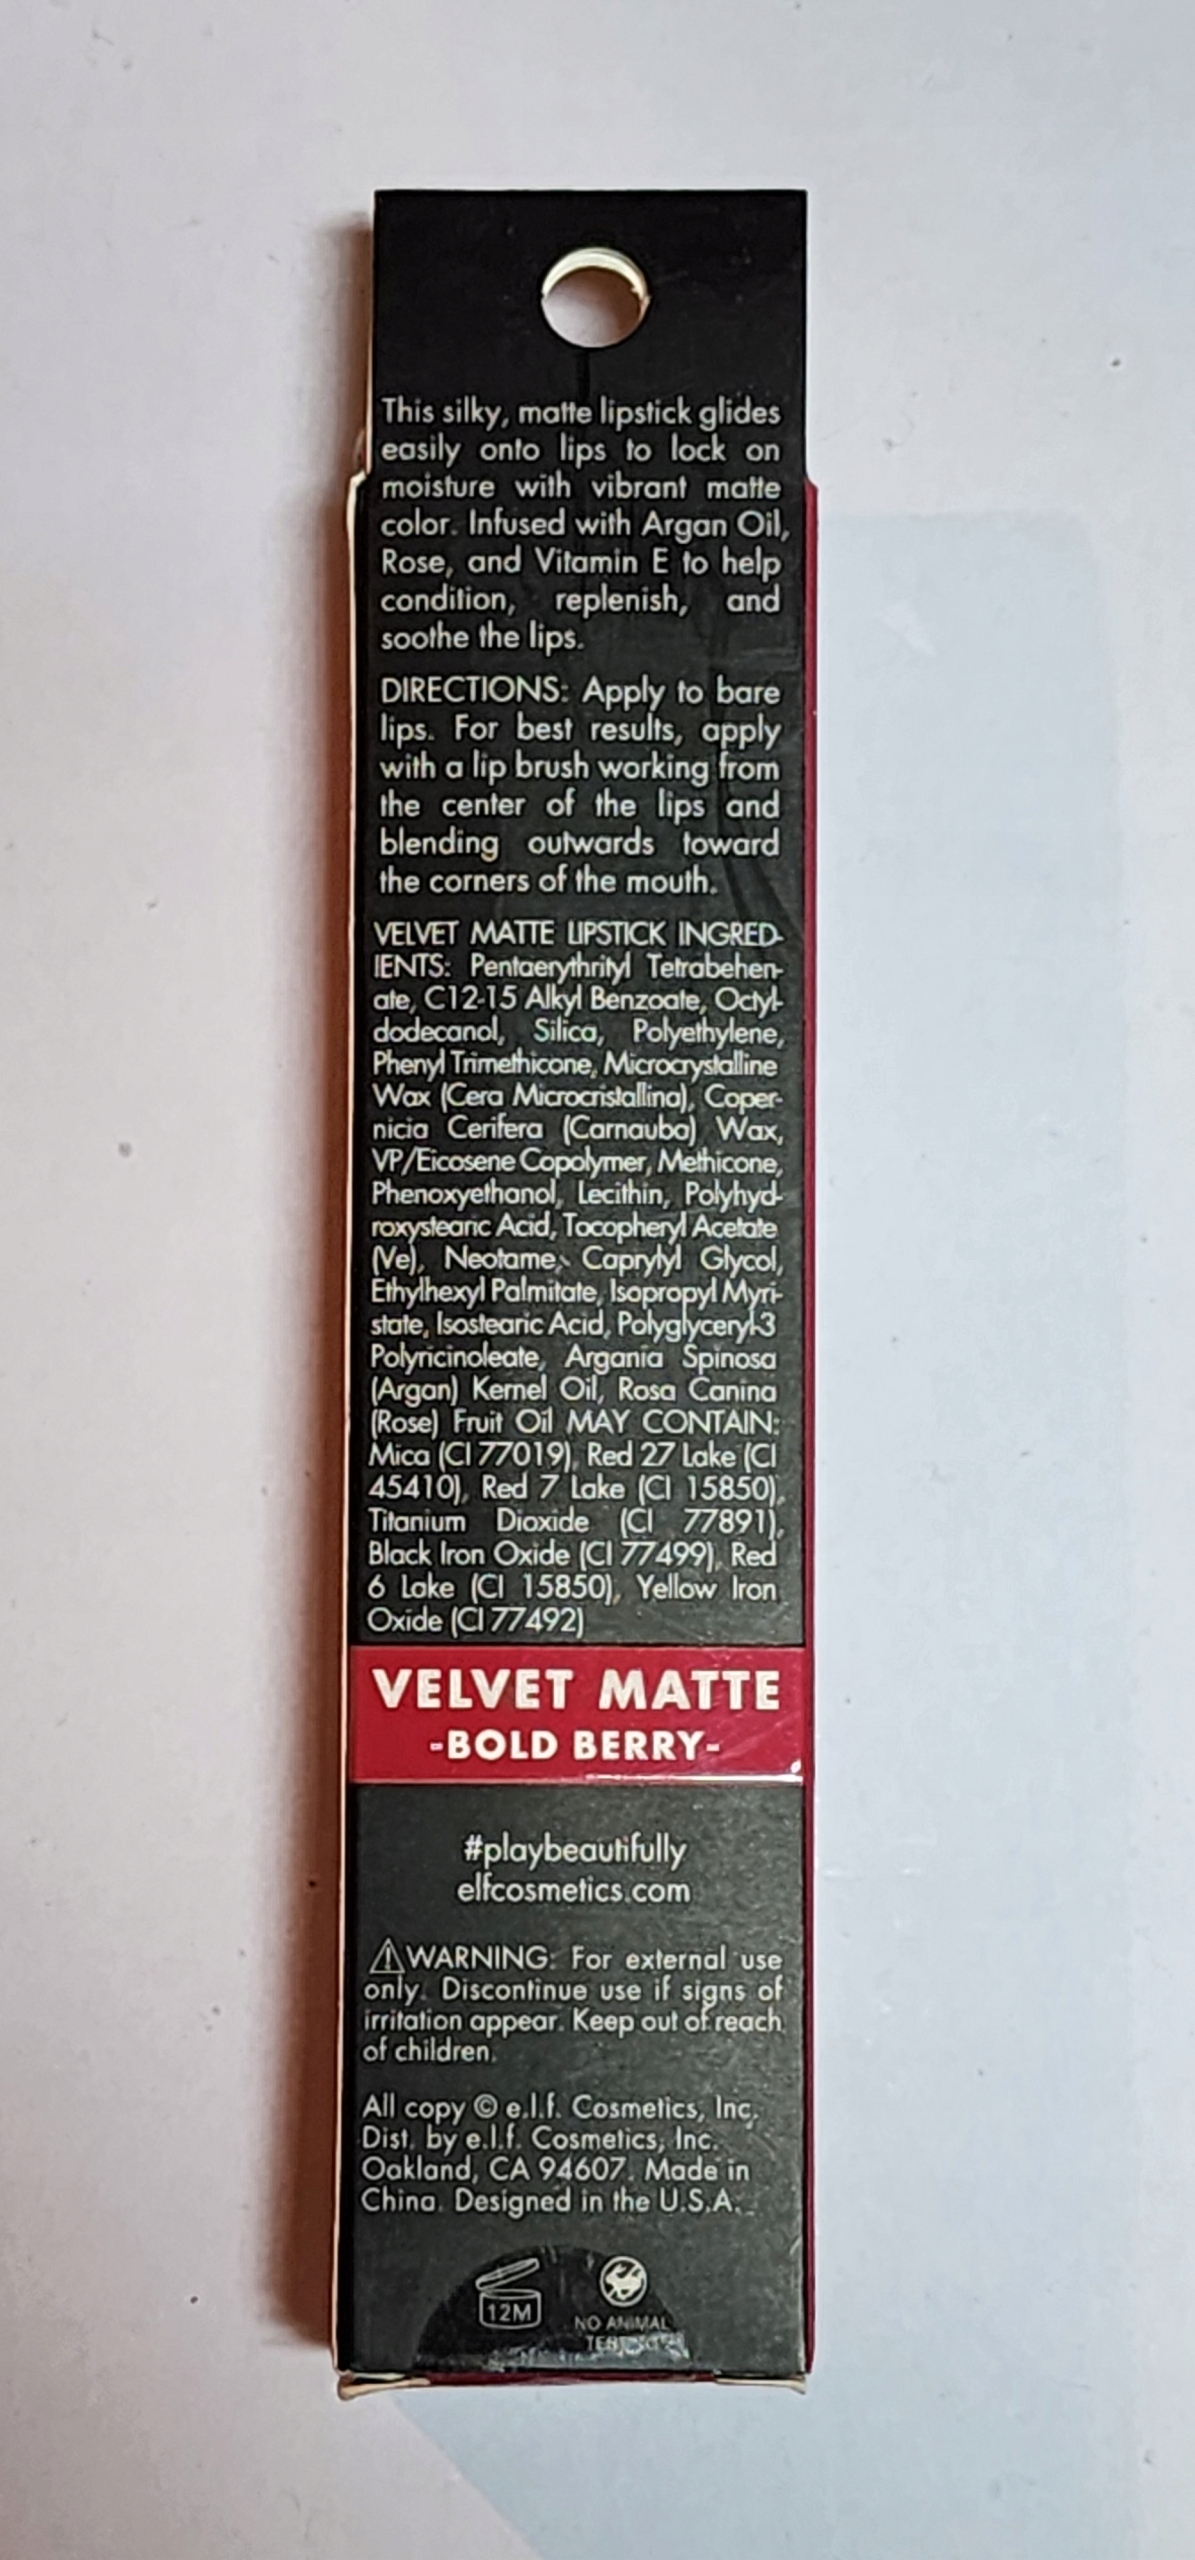 This silky, matte lipstick glides
easily onto lips to lock on
moisture with vibrant matte
color. Infused with Argan Oil,
Rose, and Vitamin E to help
condition, replenish, and
soothe the lips.
DIRECTIONS: Apply to bare
lips. For best results, apply
with a lip brush working from
the center of the lips and
blending outwards toward
the corners of the mouth.
VELVET MATTE LIPSTICK INGRED-
IENTS: Pentaerythrityl Tetrabehen-
ate, C12-15 Alkyl Benzoate, Octyl-
dodecanol, Silica, Polyethylene,
Phenyl Trimethicone, Microcrystalline
Wax (Cera Microcristallina), Coper-
nicia Cerifera (Carnauba) Wax,
VP/Eicosene Copolymer, Methicone,
Phenoxyethanol, Lecithin, Polyhyd-
roxystearic Acid, Tocopheryl Acetate
(Ve), Neotame, Caprylyl Glycol,
Ethylhexyl Palmitate, Isopropyl Myri-
state, Isostearic Acid, Polyglyceryl-3
Polyricinoleate, Argania Spinosa
(Argan) Kernel Oil, Rosa Canina
(Rose) Fruit Oil MAY CONTAIN:
Mica (CI 77019), Red 27 Lake (CI
45410), Red 7 Lake (CI 15850),
Titanium Dioxide (CI 77891),
Black Iron Oxide (CI 77499), Red
6 Lake (CI 15850), Yellow Iron
Oxide (CI 77492)
VELVET MATTE
-BOLD BERRY-
#playbeautifully
elfcosmetics.com
WARNING: For external use
only. Discontinue use if signs of
irritation appear. Keep out of reach
of children.
All copy © e.l.f. Cosmetics, Inc.
Dist. by e.l.f. Cosmetics, Inc.
Oakland, CA 94607. Made in
China. Designed in the U.S.A.
12M
NO ANIMAL
TESTING